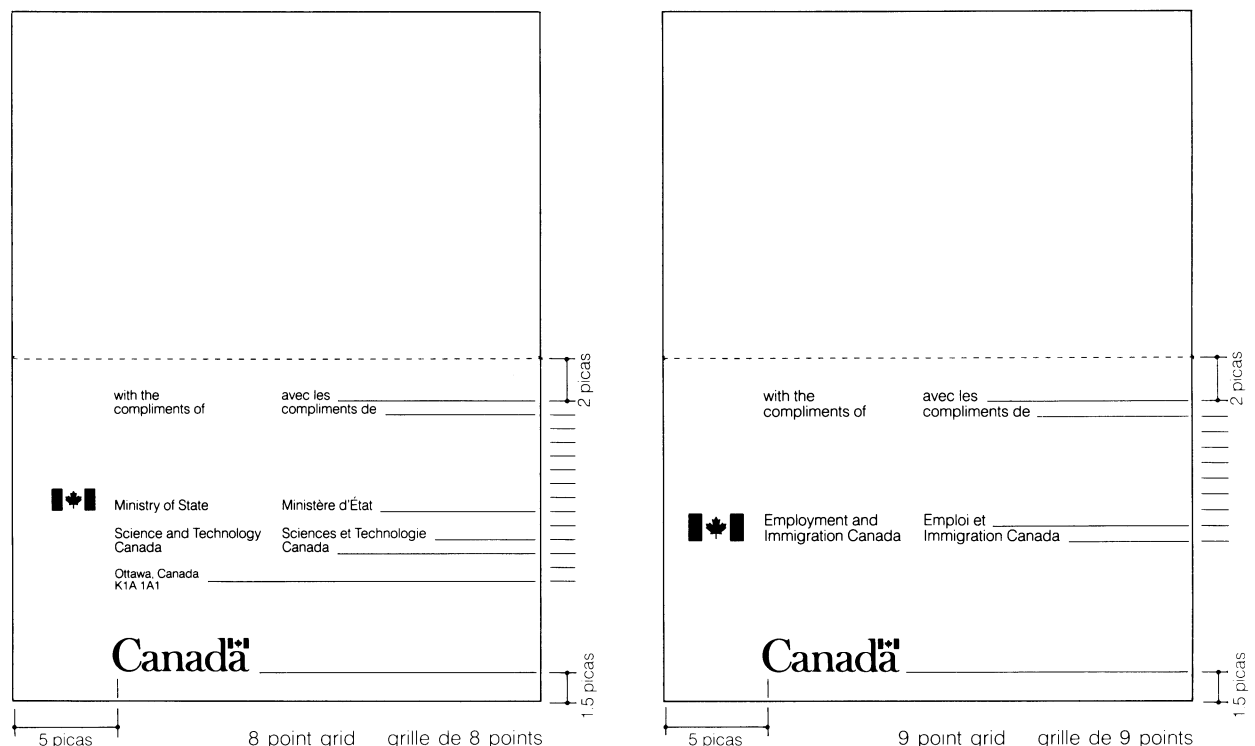 with the
compliments of
avec les
compliments de
Ministry of State
Ministère d'État
Science and Technology
Canada
Sciences et Technologie
Canada
Ottawa, Canada
K1A 1A1
Canada
2 picas
1.5 picas
5 picas
8 point grid grille de 8 points
with the
compliments of
avec les
compliments de
Employment and
Immigration Canada
Emploi et
Immigration Canada
Canada
2 picas
1.5 picas
5 picas
9 point grid grille de 9 points